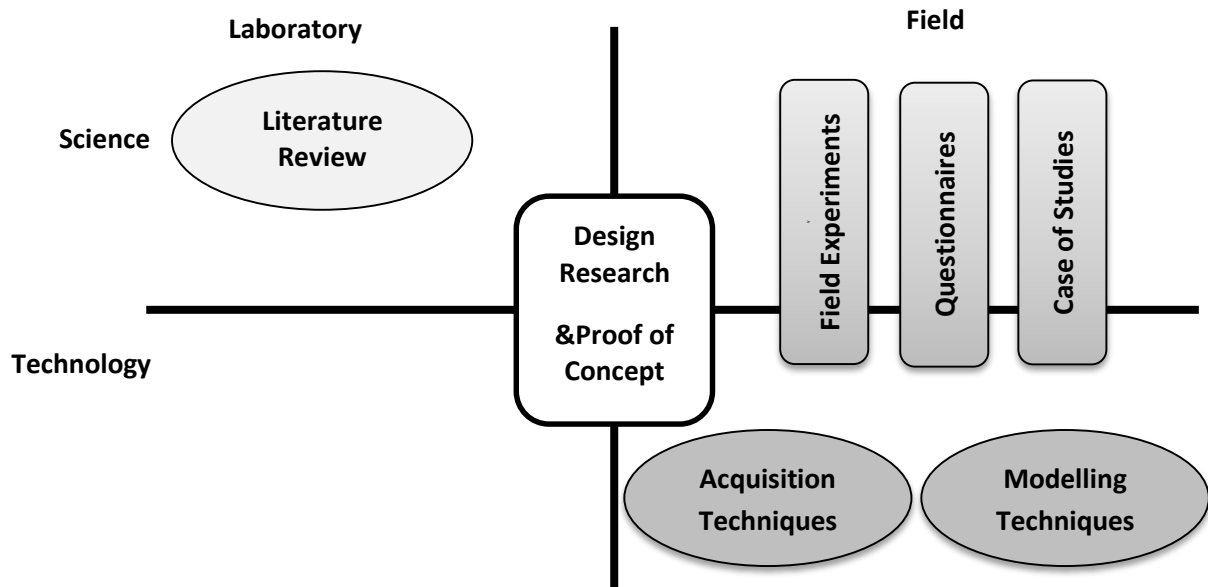 Laboratory
Field
Science
Literature
Review
Field Experiments
Questionnaires
Case of Studies
Design
Research
&Proof of
Concept
Technology
Acquisition
Techniques
Modelling
Techniques